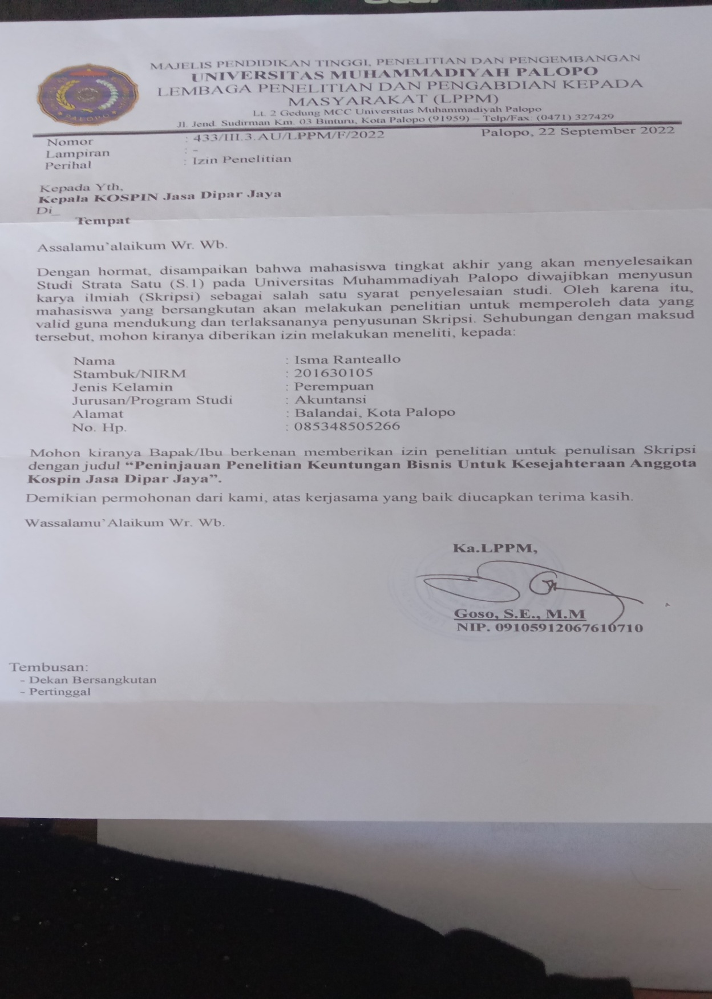 MAJELIS PENDIDIKAN TINGGI, PENELITIAN DAN PENGEMBANGAN
UNIVERSITAS MUHAMMADIYAH PALOPO
LEMBAGA PENELITIAN DAN PENGABDIAN KEPADA
MASYARAKAT (LPPM)
Lt. 2 Gedung MCC Universitas Muhammadiyah Palopo
Jl. Jend. Sudirman Km. 03 Binturu, Kota Palopo (91959) – Telp/Fax: (0471) 327429
PALOPO
Nomor : 433/III.3.AU/LPPM/F/2022 Palopo, 22 September 2022
Lampiran : -
Perihal : Izin Penelitian
Kepada Yth,
Kepala KOSPIN Jasa Dipar Jaya
Di_
Tempat
Assalamu’alaikum Wr. Wb.
Dengan hormat, disampaikan bahwa mahasiswa tingkat akhir yang akan menyelesaikan
Studi Strata Satu (S.1) pada Universitas Muhammadiyah Palopo diwajibkan menyusun
karya ilmiah (Skripsi) sebagai salah satu syarat penyelesaian studi. Oleh karena itu,
mahasiswa yang bersangkutan akan melakukan penelitian untuk memperoleh data yang
valid guna mendukung dan terlaksananya penyusunan Skripsi. Sehubungan dengan maksud
tersebut, mohon kiranya diberikan izin melakukan meneliti, kepada:
Nama : Isma Ranteallo
Stambuk/NIRM : 201630105
Jenis Kelamin : Perempuan
Jurusan/Program Studi : Akuntansi
Alamat : Balandai, Kota Palopo
No. Hp. : 085348505266
Mohon kiranya Bapak/Ibu berkenan memberikan izin penelitian untuk penulisan Skripsi
dengan judul “Peninjauan Penelitian Keuntungan Bisnis Untuk Kesejahteraan Anggota
Kospin Jasa Dipar Jaya”.
Demikian permohonan dari kami, atas kerjasama yang baik diucapkan terima kasih.
Wassalamu’Alaikum Wr. Wb.
Ka.LPPM,
Goso, S.E., M.M
NIP. 09105912067610710
Tembusan:
- Dekan Bersangkutan
- Pertinggal